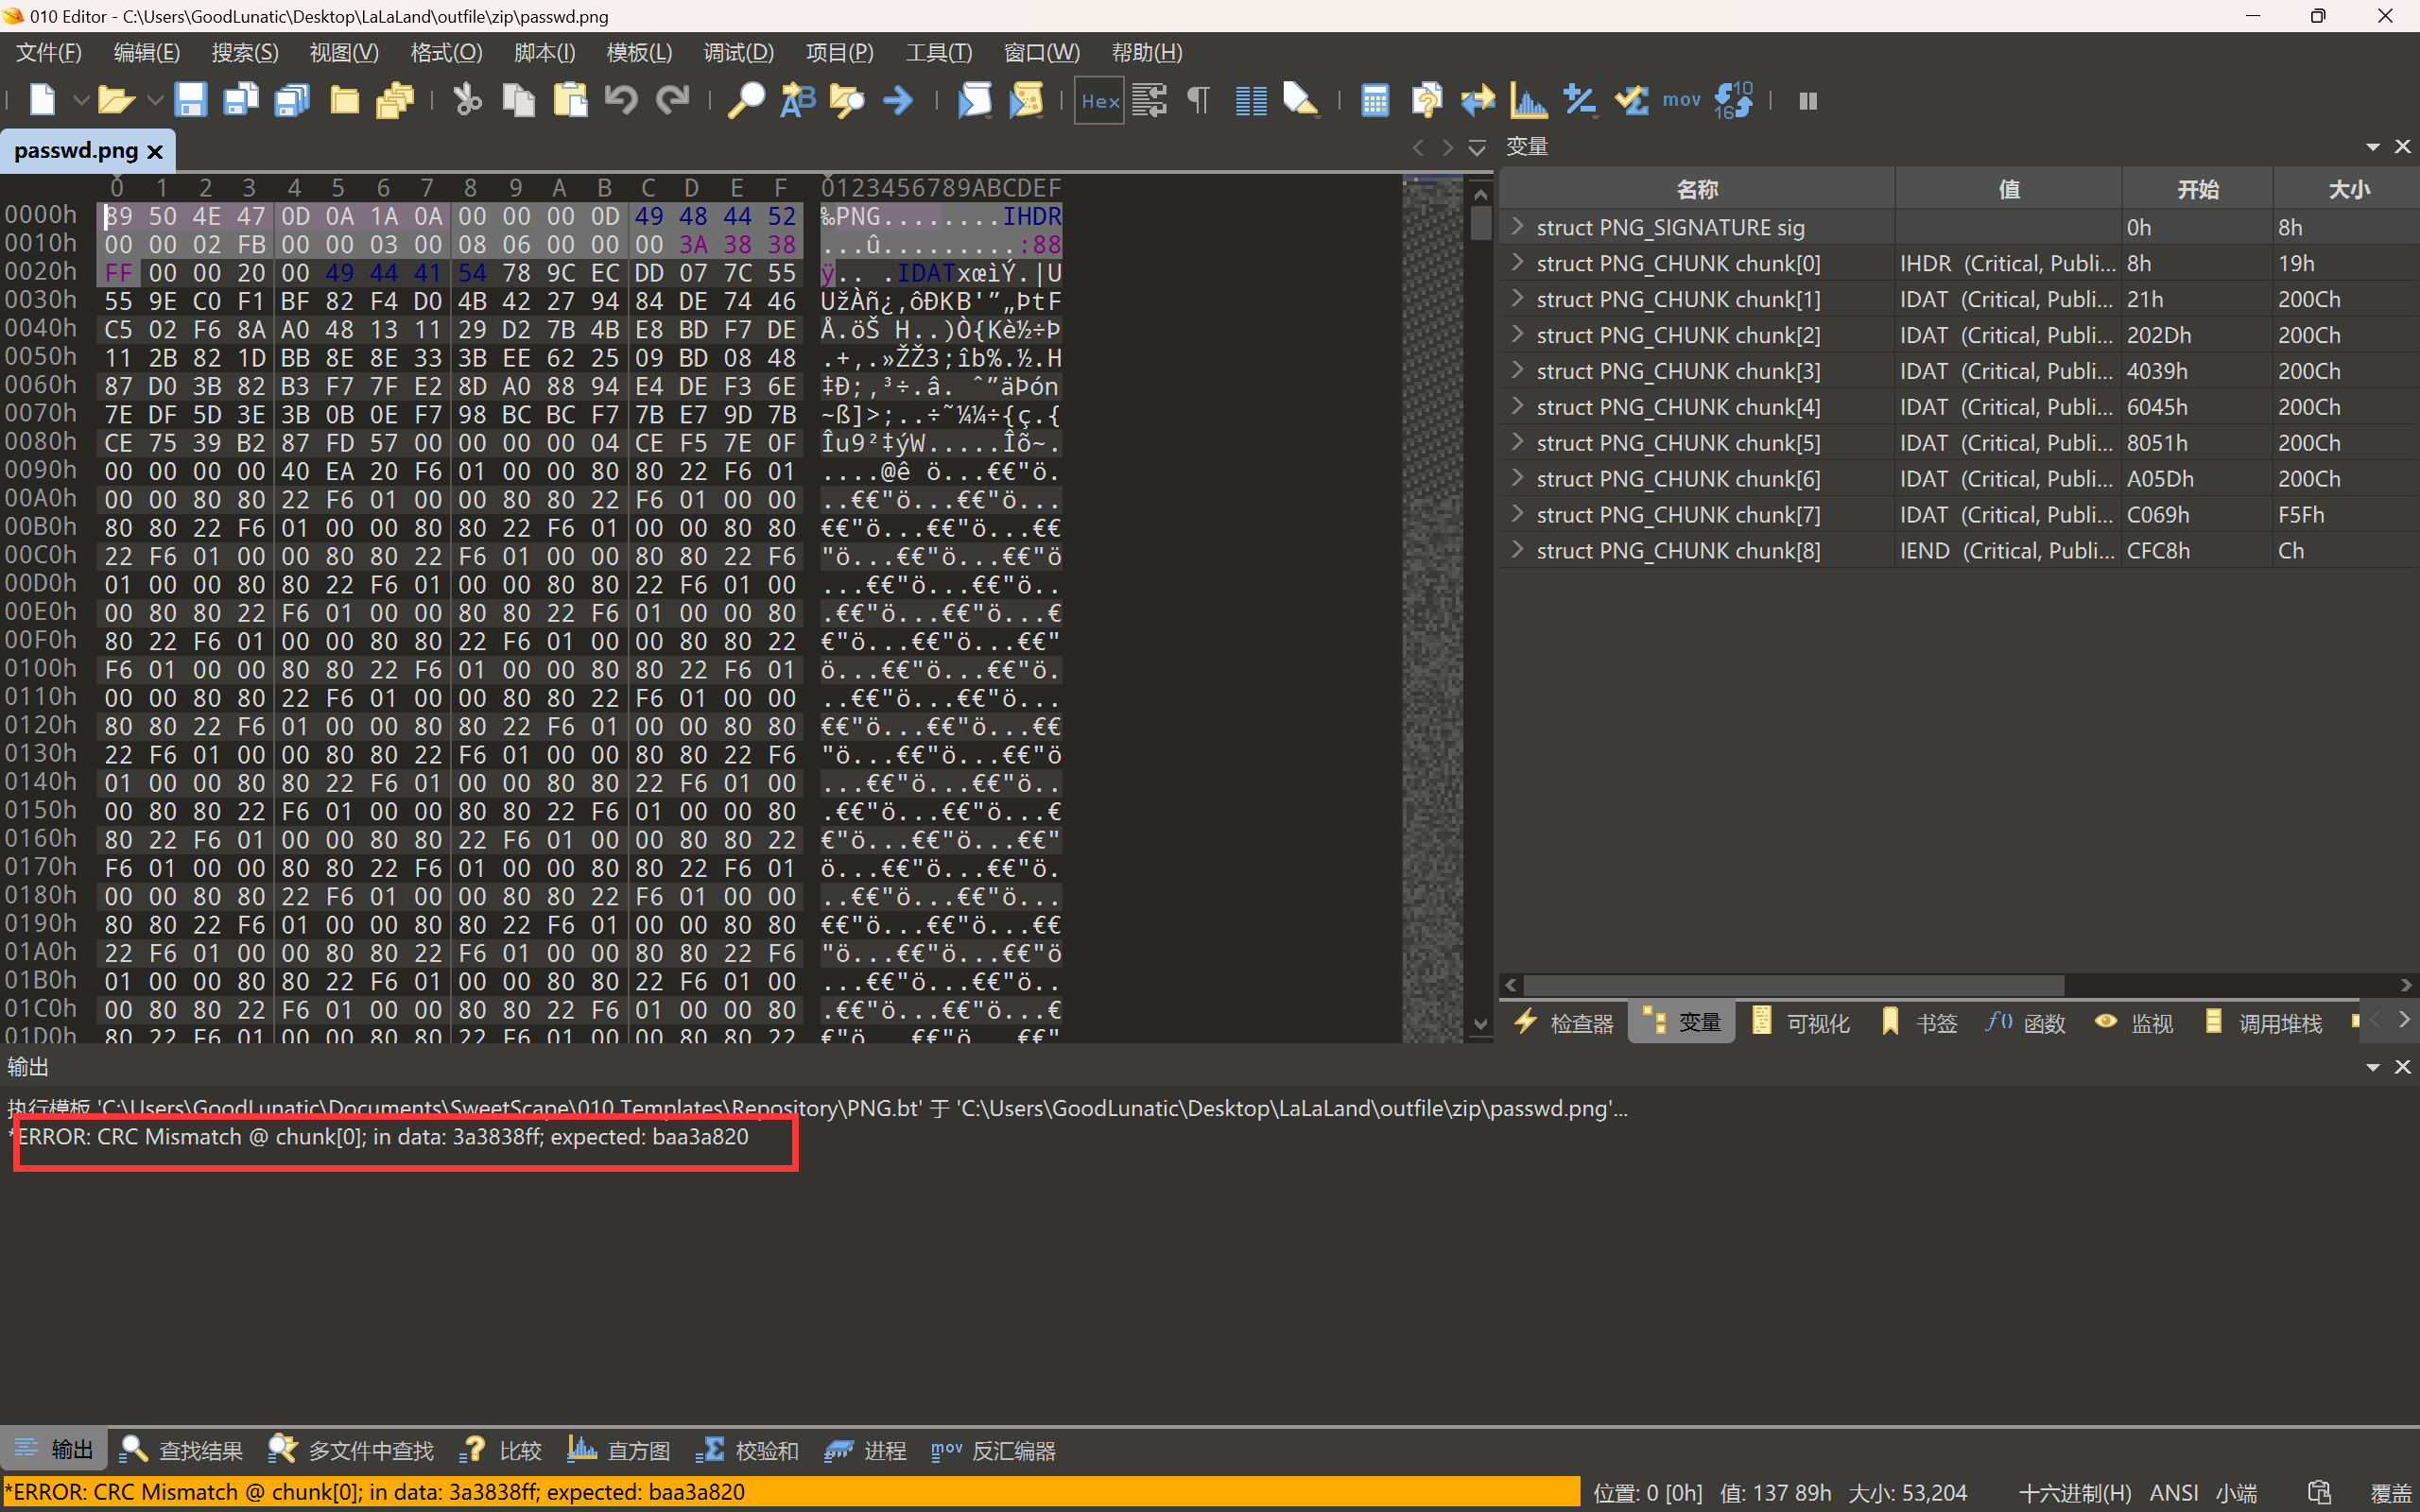 010 Editor - C:\Users\GoodLunatic\Desktop\LaLaLand\outfile\zip\passwd.png
文件(F) 编辑(E) 搜索(S) 视图(V) 格式(O) 脚本(I) 模板(L) 调试(D) 项目(P) 工具(T) 窗口(W) 帮助(H)
Hex mov
passwd.png
变量
0 1 2 3 4 5 6 7 8 9 A B C D E F 0123456789ABCDEF
0000h 89 50 4E 47 0D 0A 1A 0A 00 00 00 0D 49 48 44 52 ‰PNG........IHDR
0010h 00 00 02 FB 00 00 03 00 08 06 00 00 00 3A 38 38 ...û.........:88
0020h FF 00 00 20 00 49 44 41 54 78 9C EC DD 07 7C 55 ÿ.. .IDATxœìÝ.|U
0030h 55 9E C0 F1 BF 82 F4 D0 4B 42 27 94 84 DE 74 46 UžÀñ¿‚ôÐKB'”„ÞtF
0040h C5 02 F6 8A A0 48 13 11 29 D2 7B 4B E8 BD F7 DE Å.öŠ H..)Ò{Kè½÷Þ
0050h 11 2B 82 1D BB 8E 8E 33 3B EE 62 25 09 BD 08 48 .+‚.»ŽŽ3;îb%.½.H
0060h 87 D0 3B 82 B3 F7 7F E2 8D A0 88 94 E4 DE F3 6E ‡Ð;‚³÷.â. ˆ”äÞón
0070h 7E DF 5D 3E 3B 0B 0E F7 98 BC BC F7 7B E7 9D 7B ~ß]>;..÷˜¼¼÷{ç.{
0080h CE 75 39 B2 87 FD 57 00 00 00 00 04 CE F5 7E 0F Îu9²‡ýW.....Îõ~.
0090h 00 00 00 00 40 EA 20 F6 01 00 00 80 80 22 F6 01 ....@ê ö...€€"ö.
00A0h 00 00 80 80 22 F6 01 00 00 80 80 22 F6 01 00 00 ..€€"ö...€€"ö...
00B0h 80 80 22 F6 01 00 00 80 80 22 F6 01 00 00 80 80 €€"ö...€€"ö...€€
00C0h 22 F6 01 00 00 80 80 22 F6 01 00 00 80 80 22 F6 "ö...€€"ö...€€"ö
00D0h 01 00 00 80 80 22 F6 01 00 00 80 80 22 F6 01 00 ...€€"ö...€€"ö..
00E0h 00 80 80 22 F6 01 00 00 80 80 22 F6 01 00 00 80 .€€"ö...€€"ö...€
00F0h 80 22 F6 01 00 00 80 80 22 F6 01 00 00 80 80 22 €"ö...€€"ö...€€"
0100h F6 01 00 00 80 80 22 F6 01 00 00 80 80 22 F6 01 ö...€€"ö...€€"ö.
0110h 00 00 80 80 22 F6 01 00 00 80 80 22 F6 01 00 00 ..€€"ö...€€"ö...
0120h 80 80 22 F6 01 00 00 80 80 22 F6 01 00 00 80 80 €€"ö...€€"ö...€€
0130h 22 F6 01 00 00 80 80 22 F6 01 00 00 80 80 22 F6 "ö...€€"ö...€€"ö
0140h 01 00 00 80 80 22 F6 01 00 00 80 80 22 F6 01 00 ...€€"ö...€€"ö..
0150h 00 80 80 22 F6 01 00 00 80 80 22 F6 01 00 00 80 .€€"ö...€€"ö...€
0160h 80 22 F6 01 00 00 80 80 22 F6 01 00 00 80 80 22 €"ö...€€"ö...€€"
0170h F6 01 00 00 80 80 22 F6 01 00 00 80 80 22 F6 01 ö...€€"ö...€€"ö.
0180h 00 00 80 80 22 F6 01 00 00 80 80 22 F6 01 00 00 ..€€"ö...€€"ö...
0190h 80 80 22 F6 01 00 00 80 80 22 F6 01 00 00 80 80 €€"ö...€€"ö...€€
01A0h 22 F6 01 00 00 80 80 22 F6 01 00 00 80 80 22 F6 "ö...€€"ö...€€"ö
01B0h 01 00 00 80 80 22 F6 01 00 00 80 80 22 F6 01 00 ...€€"ö...€€"ö..
01C0h 00 80 80 22 F6 01 00 00 80 80 22 F6 01 00 00 80 .€€"ö...€€"ö...€
01D0h 80 22 F6 01 00 00 80 80 22 F6 01 00 00 80 80 22 €"ö...€€"ö...€€"
名称 值 开始 大小
struct PNG_SIGNATURE sig 0h 8h
struct PNG_CHUNK chunk[0] IHDR (Critical, Publi... 8h 19h
struct PNG_CHUNK chunk[1] IDAT (Critical, Publi... 21h 200Ch
struct PNG_CHUNK chunk[2] IDAT (Critical, Publi... 202Dh 200Ch
struct PNG_CHUNK chunk[3] IDAT (Critical, Publi... 4039h 200Ch
struct PNG_CHUNK chunk[4] IDAT (Critical, Publi... 6045h 200Ch
struct PNG_CHUNK chunk[5] IDAT (Critical, Publi... 8051h 200Ch
struct PNG_CHUNK chunk[6] IDAT (Critical, Publi... A05Dh 200Ch
struct PNG_CHUNK chunk[7] IDAT (Critical, Publi... C069h F5Fh
struct PNG_CHUNK chunk[8] IEND (Critical, Publi... CFC8h Ch
检查器 变量 可视化 书签 函数 监视 调用堆栈
输出
执行模板 'C:\Users\GoodLunatic\Documents\SweetScape\010 Templates\Repository\PNG.bt' 于 'C:\Users\GoodLunatic\Desktop\LaLaLand\outfile\zip\passwd.png'...
*ERROR: CRC Mismatch @ chunk[0]; in data: 3a3838ff; expected: baa3a820
输出 查找结果 多文件中查找 比较 直方图 校验和 进程 mov 反汇编器
*ERROR: CRC Mismatch @ chunk[0]; in data: 3a3838ff; expected: baa3a820 位置: 0 [0h] 值: 137 89h 大小: 53,204 十六进制(H) ANSI 小端 覆盖